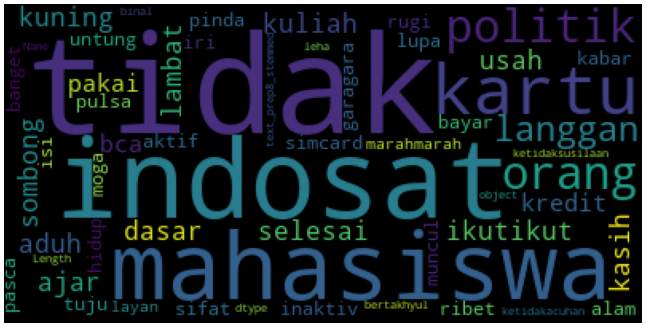 kuning
binal
Name
untung
pinda
iri
lambat
kuliah
leha
rugi
lupa
politik
usah
kabar
banget
pakai
pulsa
tidak
text_prep8_stemmed
garagara
kartu
bayar
langgan
sombong
isi
moga
bca
aktif
simcard
marahmarah
ketidaksusilaan
indosat
orang
object
kredit
aduh
hidup
dasar
selesai
muncul
ikutikut
kasih
pasca
Length
ajar
mahasiswa
tuju
layan
sifat
dtype
inaktiv
bertakhyul
ribet
ketidakacuhan
alam